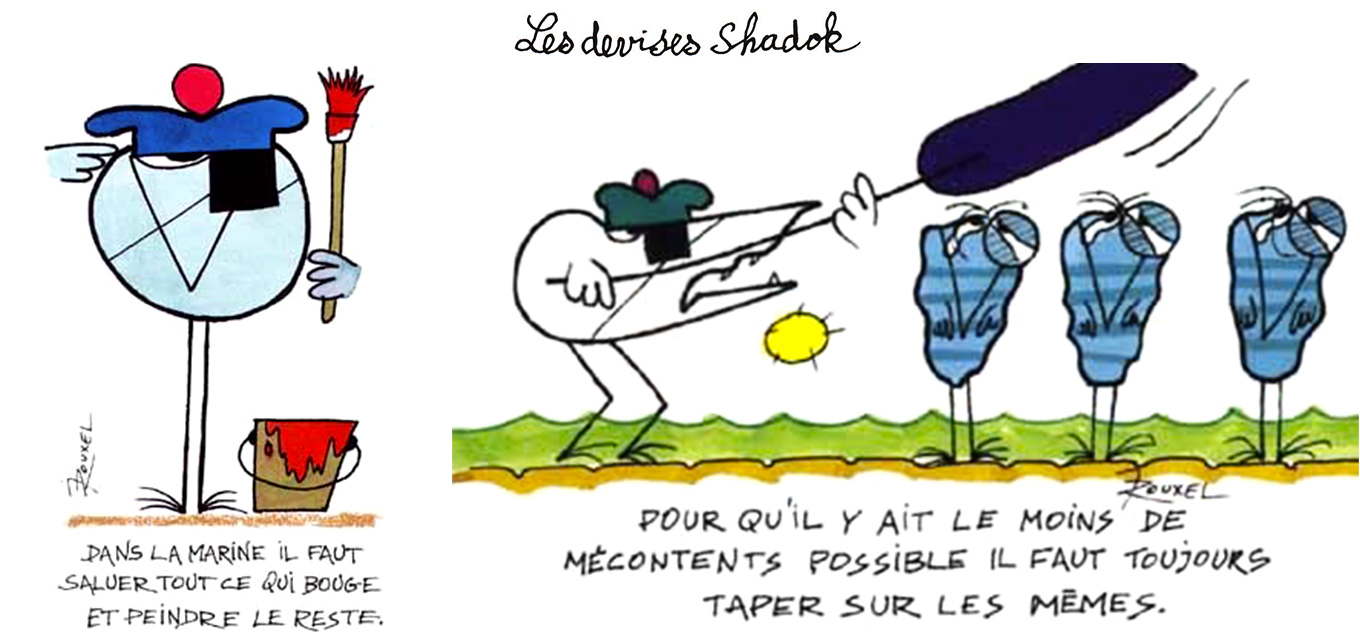 Les devises Shadok
ROUXEL
DANS LA MARINE IL FAUT
SALUER TOUT CE QUI BOUGE
ET PEINDRE LE RESTE.
ROUXEL
POUR QU'IL Y AIT LE MOINS DE
MÉCONTENTS POSSIBLE IL FAUT TOUJOURS
TAPER SUR LES MÊMES.